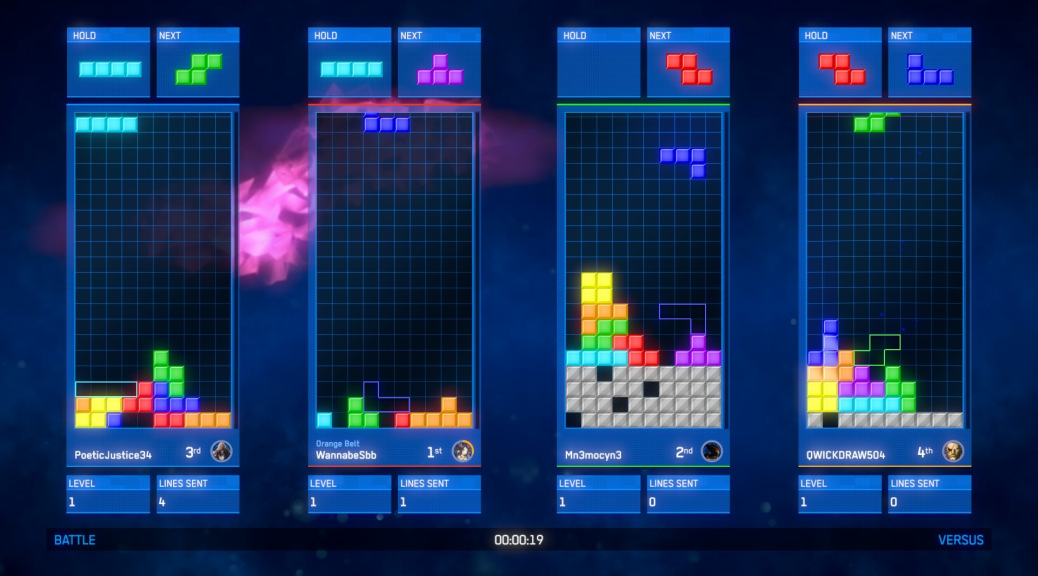 HOLD NEXT
HOLD NEXT
HOLD NEXT
HOLD NEXT
PoeticJustice34 3rd
Orange Belt
WannabeSbb 1st
Mn3mocyn3 2nd
QWICKDRAW504 4th
LEVEL LINES SENT
1 4
LEVEL LINES SENT
1 1
LEVEL LINES SENT
1 0
LEVEL LINES SENT
1 0
BATTLE 00:00:19 VERSUS